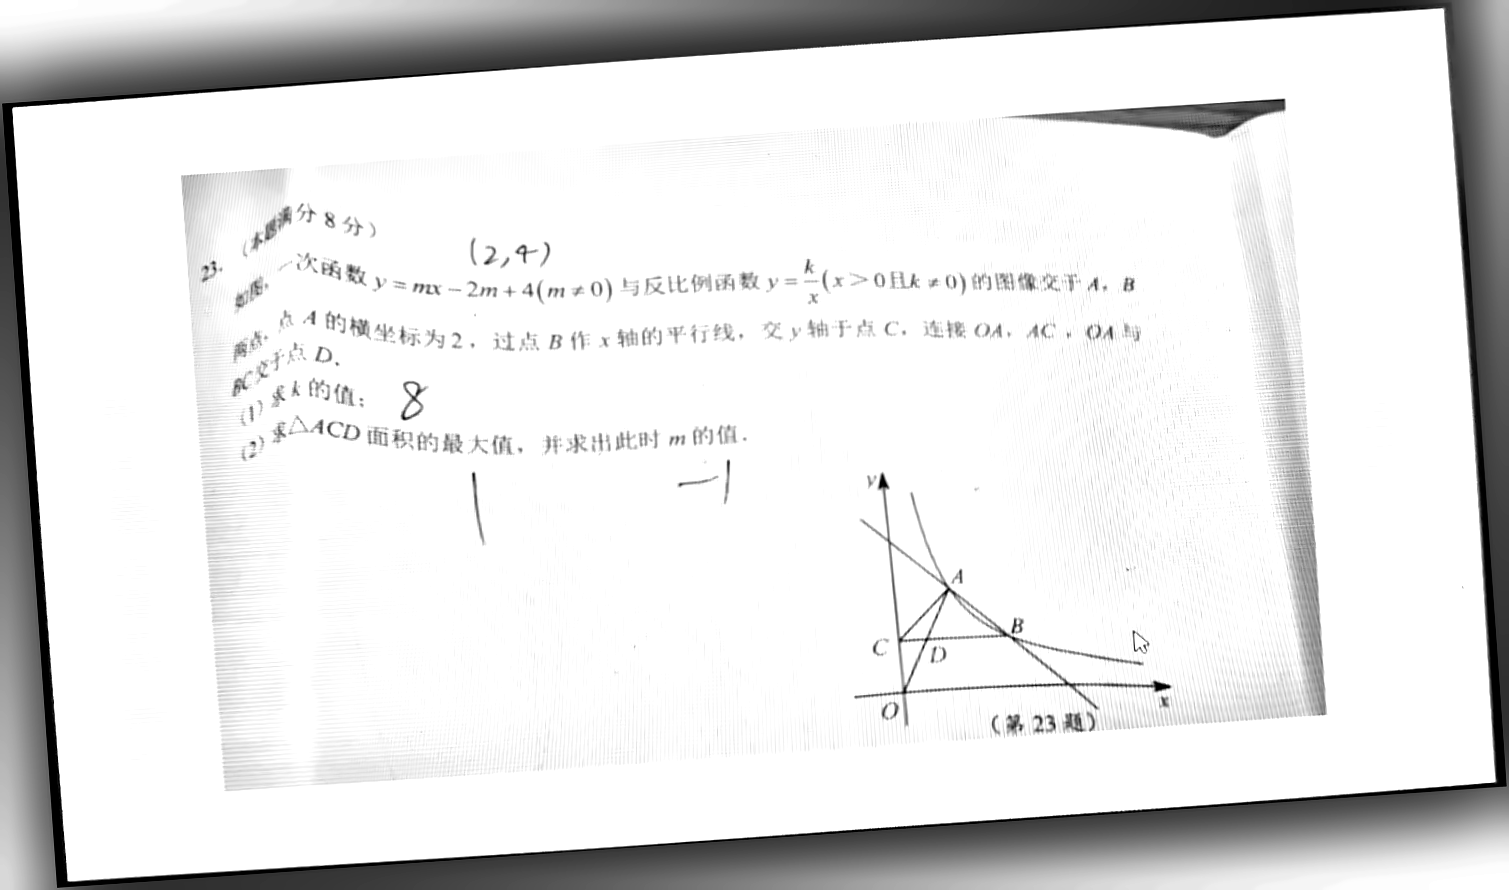 23. （本题满分 8 分）
(2,4)
如图，一次函数 y = mx − 2m + 4(m ≠ 0) 与反比例函数 y = k/x (x > 0且k ≠ 0) 的图像交于 A，B
两点，点 A 的横坐标为 2，过点 B 作 x 轴的平行线，交 y 轴于点 C，连接 OA，AC，OA 与
BC交于点 D．
(1) 求 k 的值； 8
(2) 求△ACD 面积的最大值，并求出此时 m 的值．
1 −1
y
A
B
C
D
O
x
（第 23 题）